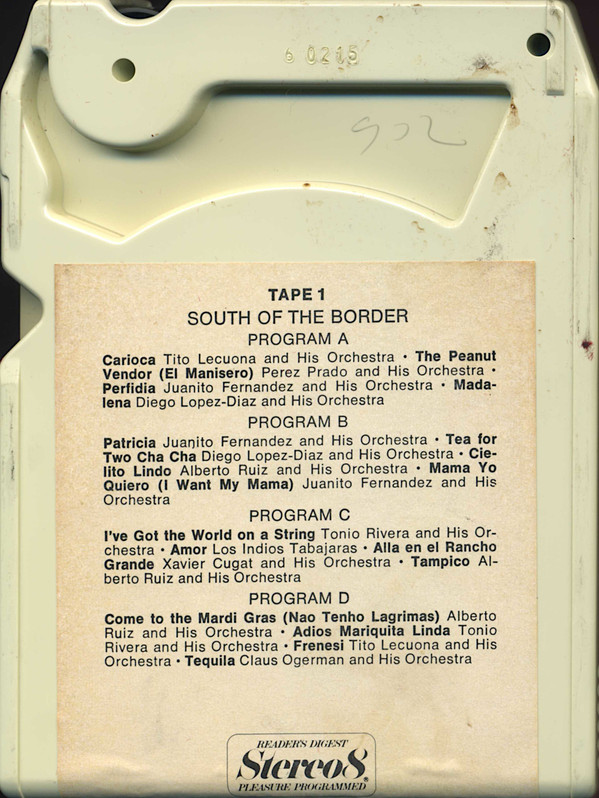 6 0215
902
TAPE 1
SOUTH OF THE BORDER
PROGRAM A
Carioca Tito Lecuona and His Orchestra • The Peanut
Vendor (El Manisero) Perez Prado and His Orchestra •
Perfidia Juanito Fernandez and His Orchestra • Mada-
lena Diego Lopez-Diaz and His Orchestra
PROGRAM B
Patricia Juanito Fernandez and His Orchestra • Tea for
Two Cha Cha Diego Lopez-Diaz and His Orchestra • Cie-
lito Lindo Alberto Ruiz and His Orchestra • Mama Yo
Quiero (I Want My Mama) Juanito Fernandez and His
Orchestra
PROGRAM C
I've Got the World on a String Tonio Rivera and His Or-
chestra • Amor Los Indios Tabajaras • Alla en el Rancho
Grande Xavier Cugat and His Orchestra • Tampico Al-
berto Ruiz and His Orchestra
PROGRAM D
Come to the Mardi Gras (Nao Tenho Lagrimas) Alberto
Ruiz and His Orchestra • Adios Mariquita Linda Tonio
Rivera and His Orchestra • Frenesi Tito Lecuona and His
Orchestra • Tequila Claus Ogerman and His Orchestra
READER'S DIGEST
Stereo8®
PLEASURE PROGRAMMED